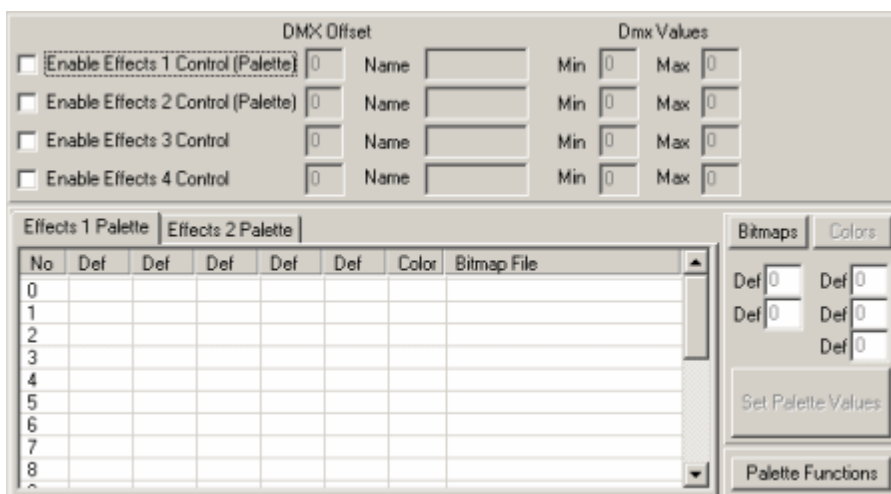 DMX Offset Dmx Values
Enable Effects 1 Control (Palette) 0 Name Min 0 Max 0
Enable Effects 2 Control (Palette) 0 Name Min 0 Max 0
Enable Effects 3 Control 0 Name Min 0 Max 0
Enable Effects 4 Control 0 Name Min 0 Max 0
Effects 1 Palette Effects 2 Palette
No Def Def Def Def Def Color Bitmap File
0
1
2
3
4
5
6
7
8
Bitmaps Colors
Def 0 Def 0
Def 0 Def 0
Def 0
Set Palette Values
Palette Functions